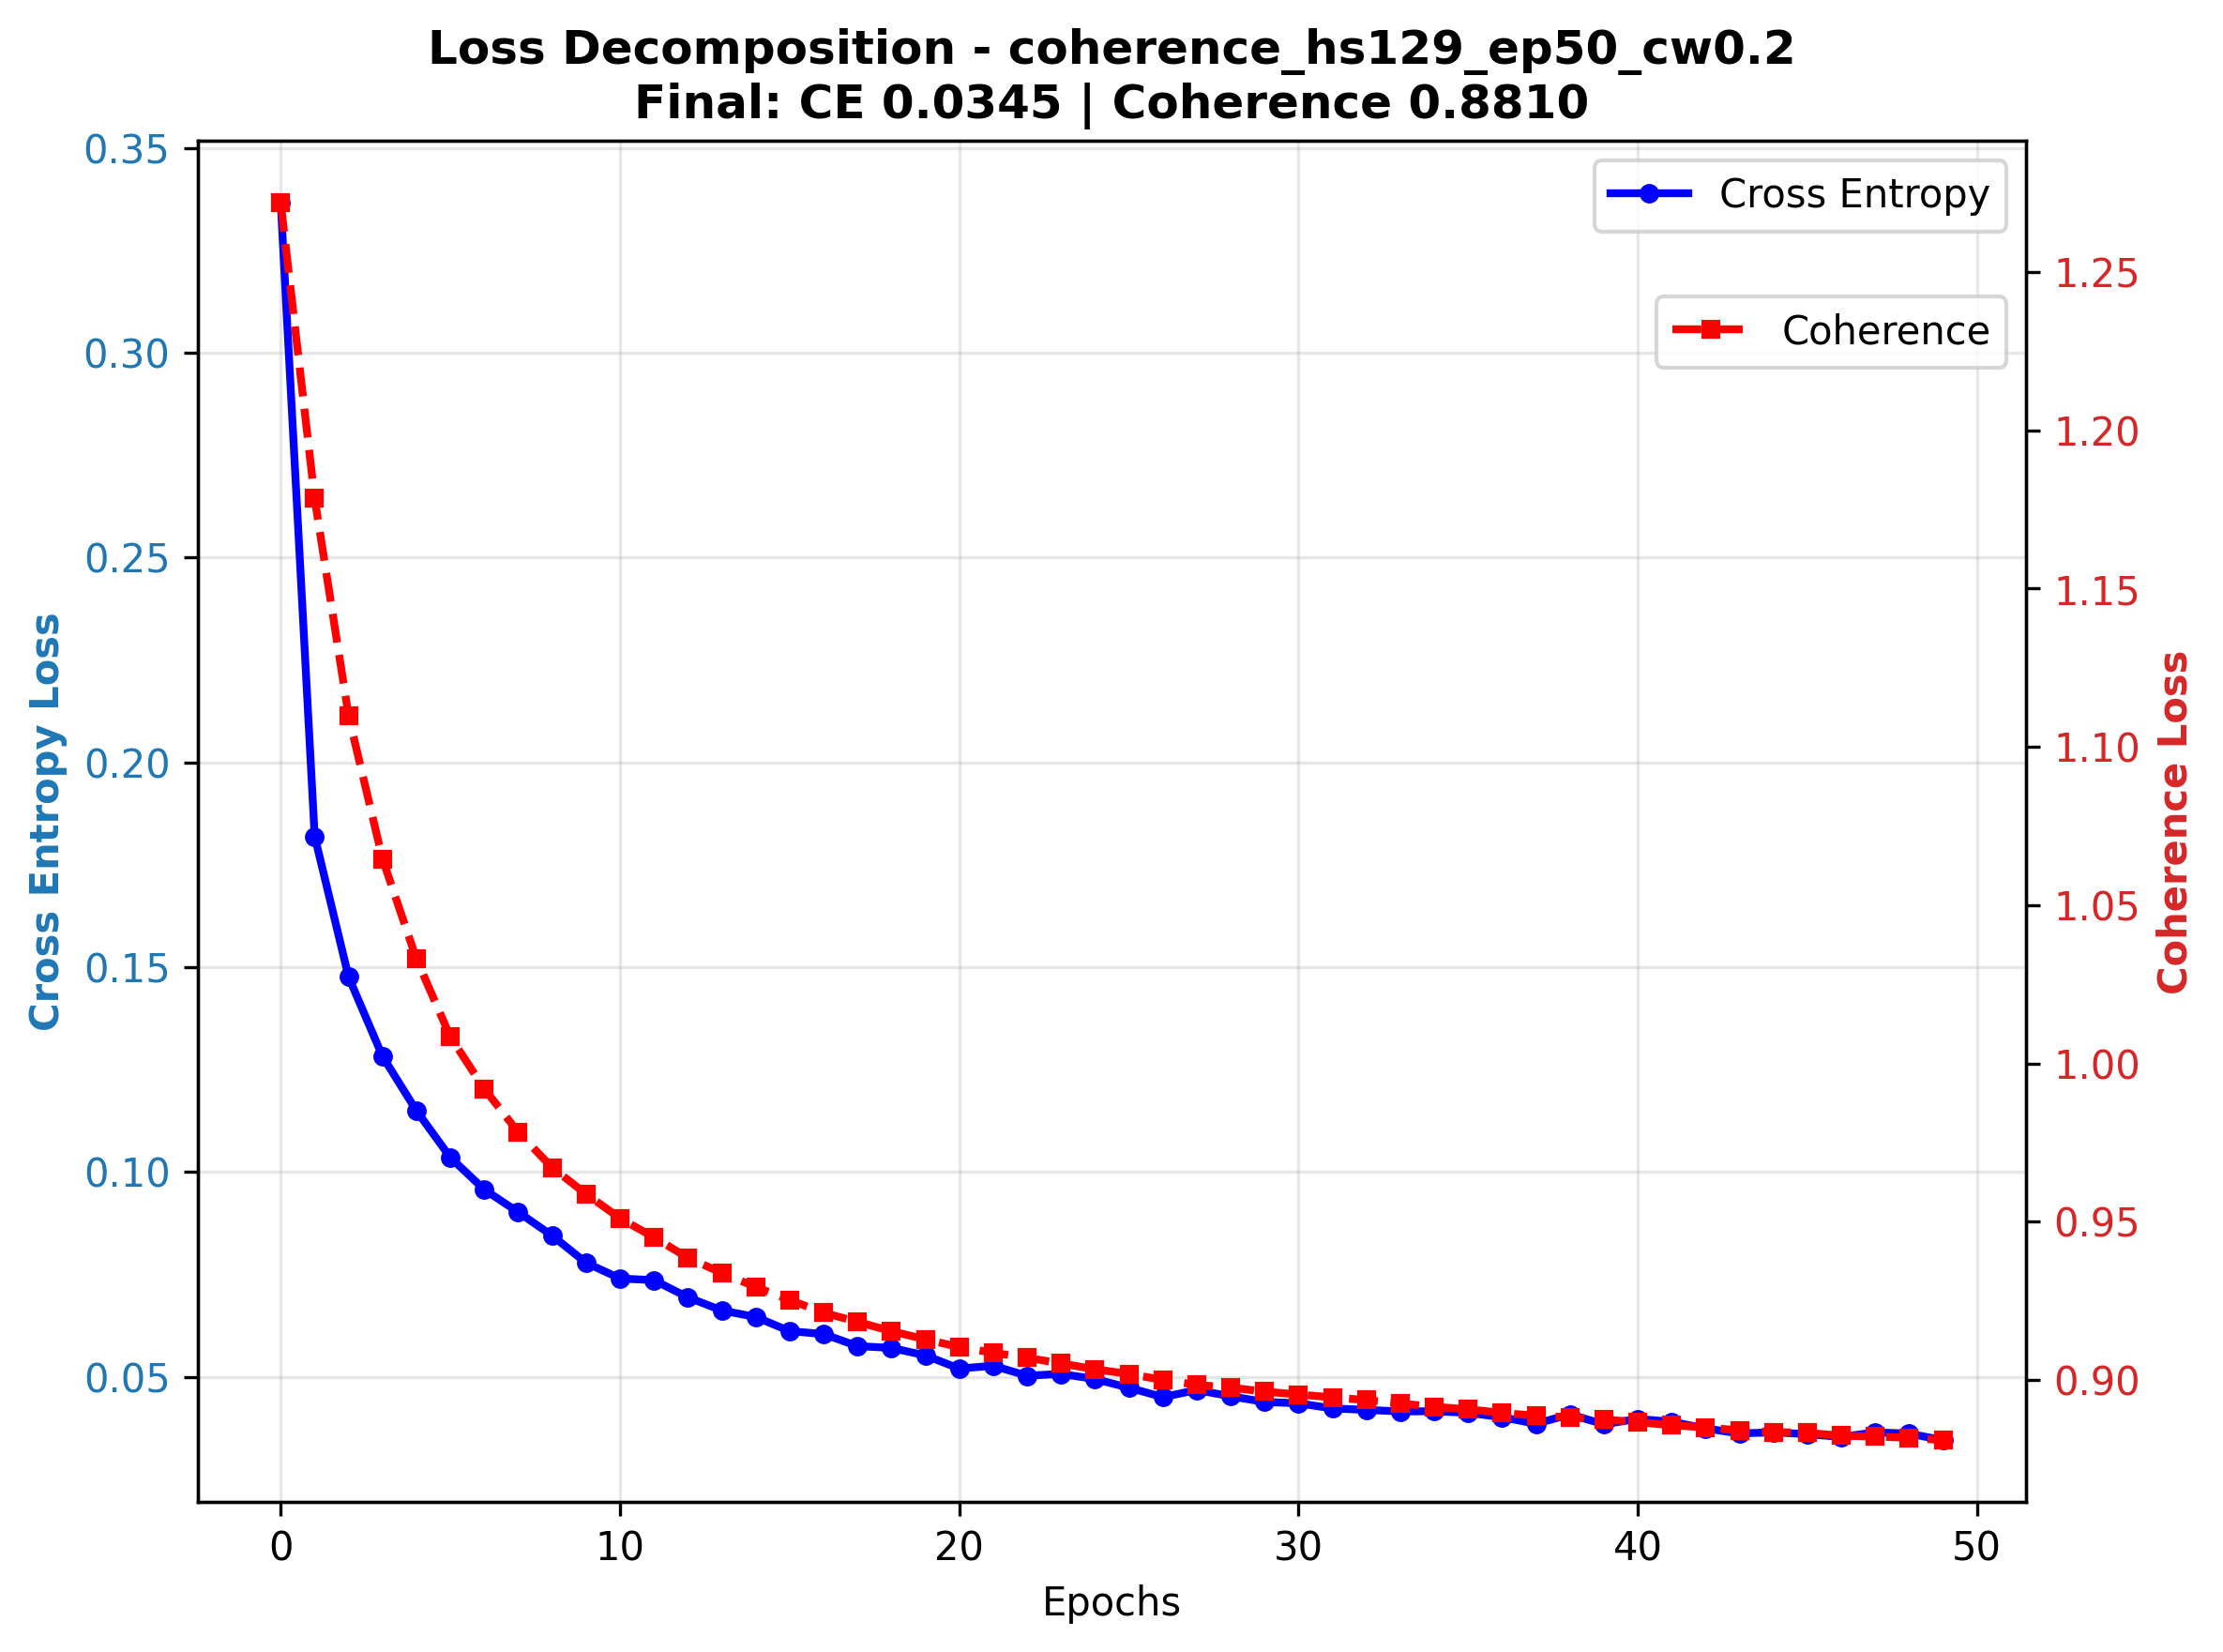 Loss Decomposition - coherence_hs129_ep50_cw0.2
Final: CE 0.0345 | Coherence 0.8810
Cross Entropy
Coherence
0.35
0.30
0.25
0.20
0.15
0.10
0.05
Cross Entropy Loss
1.25
1.20
1.15
1.10
1.05
1.00
0.95
0.90
Coherence Loss
0 10 20 30 40 50
Epochs